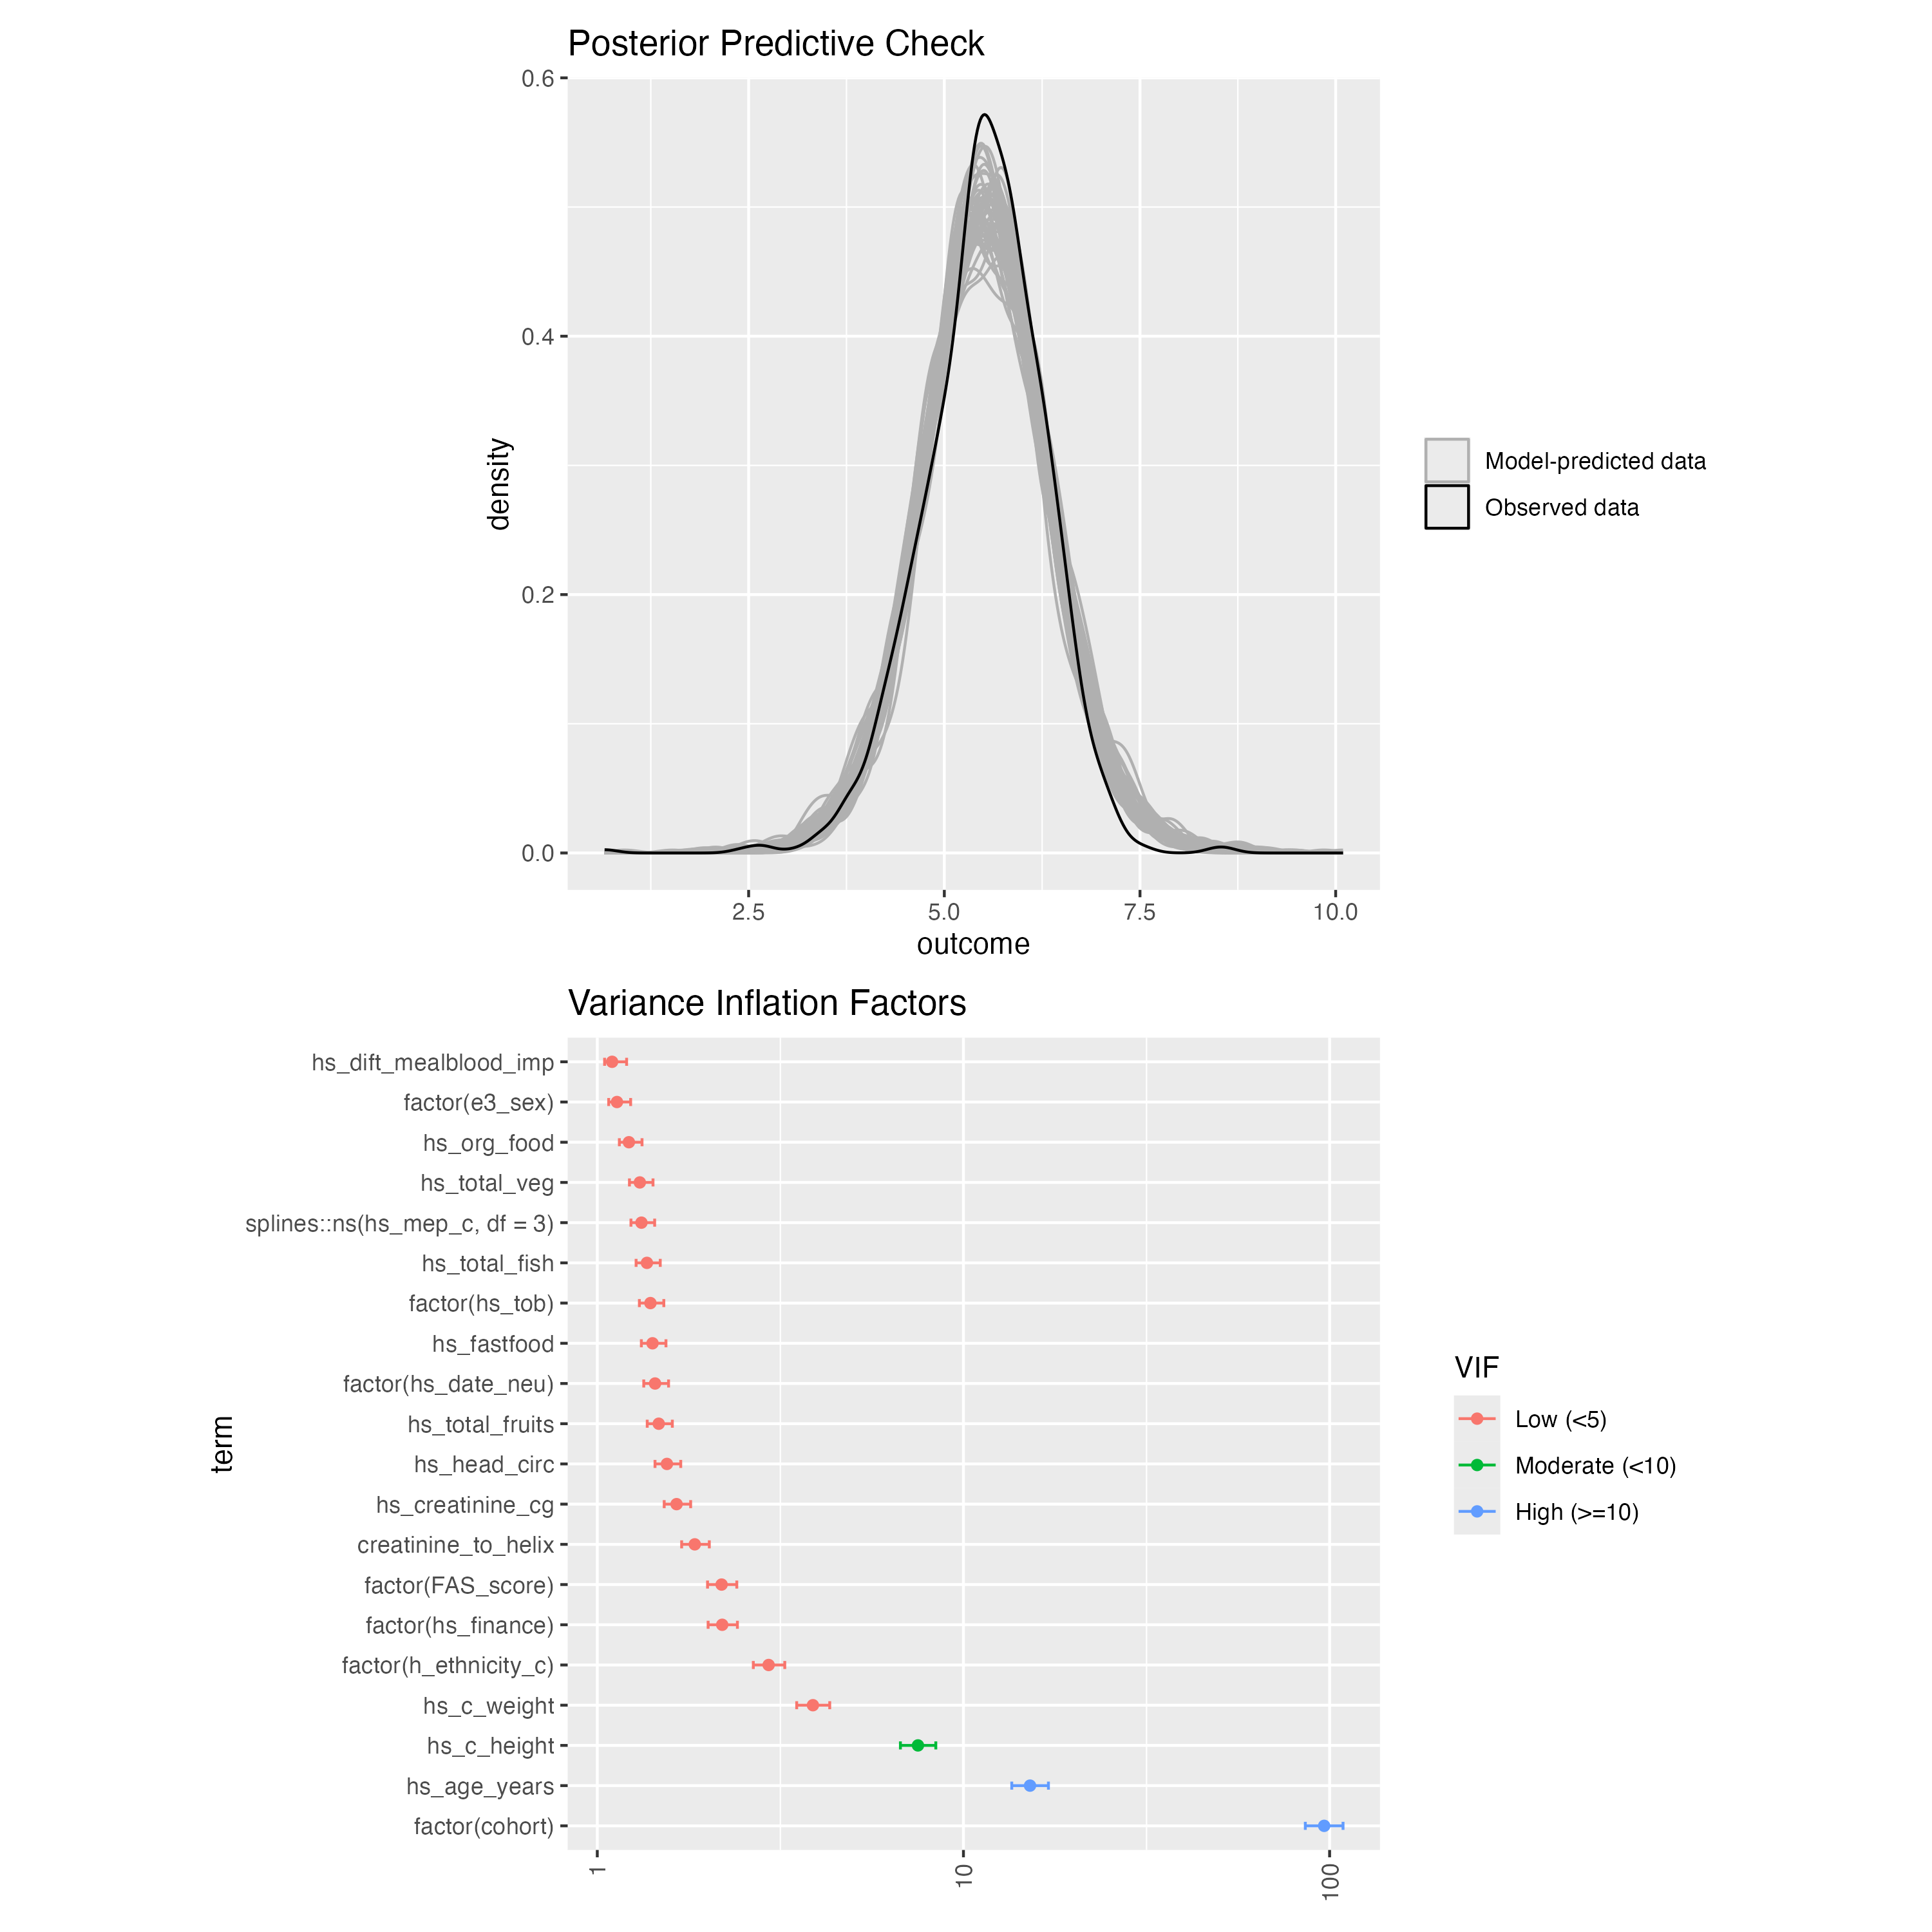 Posterior Predictive Check
0.6
0.4
0.2
0.0
density
2.5 5.0 7.5 10.0
outcome
Model-predicted data
Observed data
Variance Inflation Factors
hs_dift_mealblood_imp
factor(e3_sex)
hs_org_food
hs_total_veg
splines::ns(hs_mep_c, df = 3)
hs_total_fish
factor(hs_tob)
hs_fastfood
factor(hs_date_neu)
hs_total_fruits
hs_head_circ
hs_creatinine_cg
creatinine_to_helix
factor(FAS_score)
factor(hs_finance)
factor(h_ethnicity_c)
hs_c_weight
hs_c_height
hs_age_years
factor(cohort)
term
1 10 100
VIF
Low (<5)
Moderate (<10)
High (>=10)